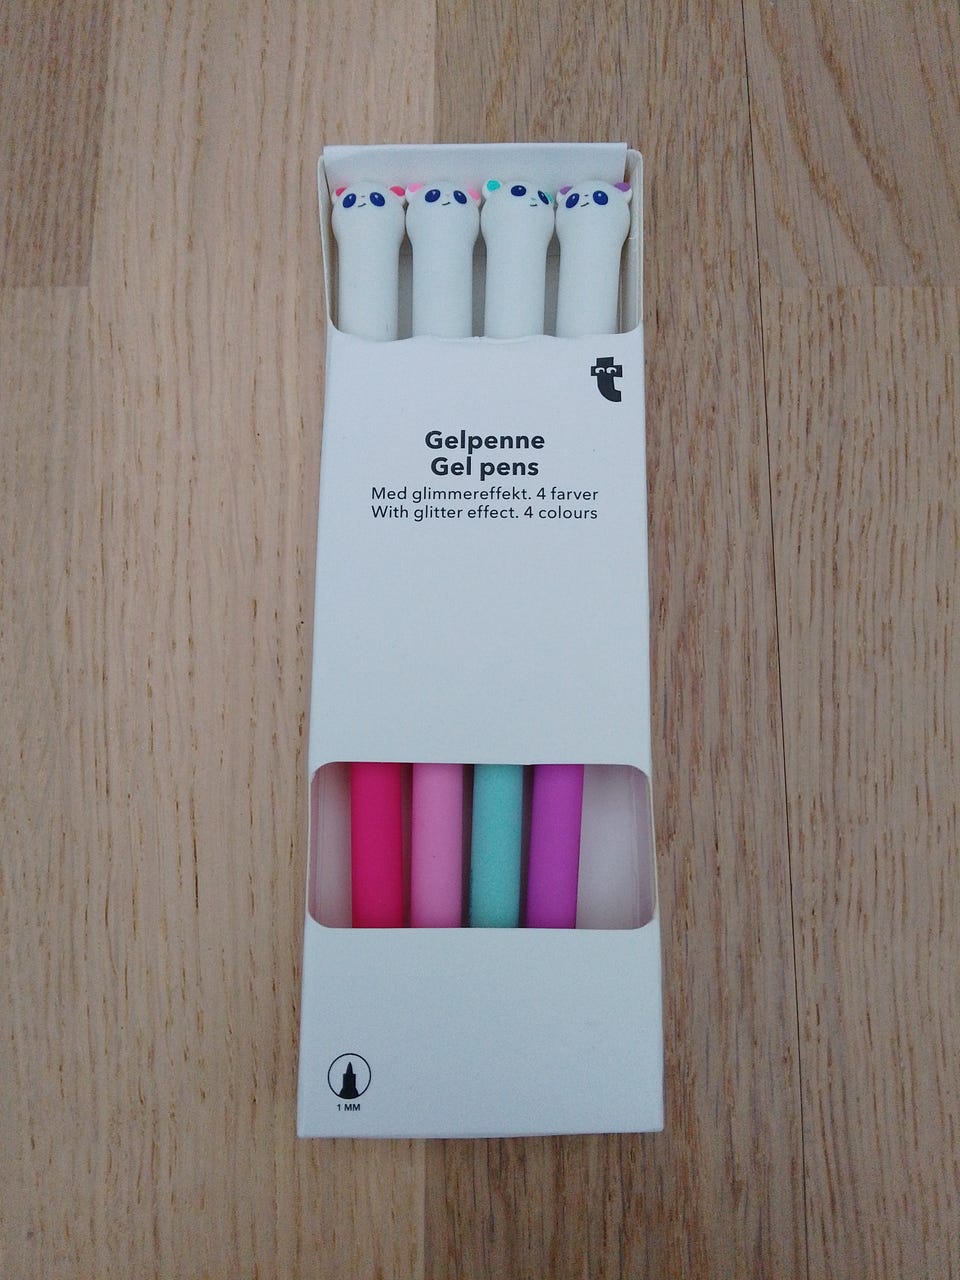 t
Gelpenne
Gel pens
Med glimmereffekt. 4 farver
With glitter effect. 4 colours
1 MM